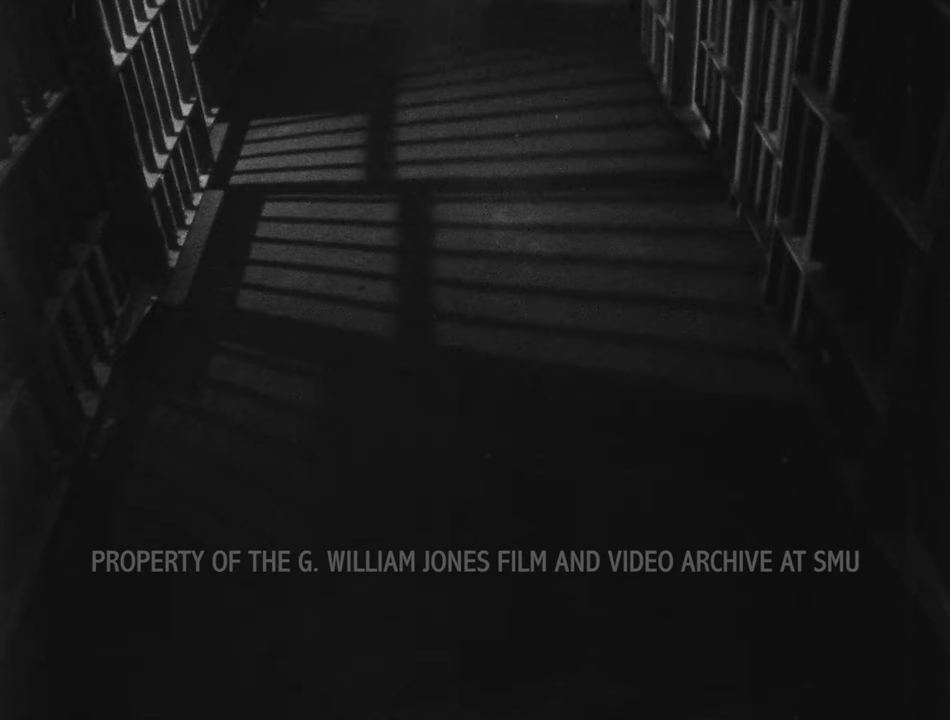 PROPERTY OF THE G. WILLIAM JONES FILM AND VIDEO ARCHIVE AT SMU